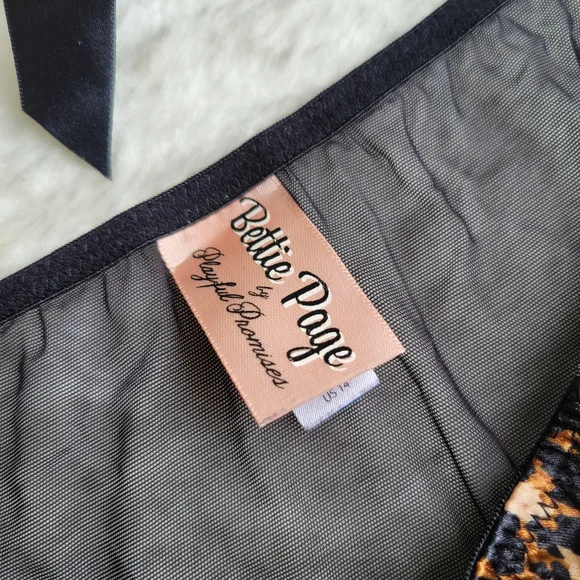 Bettie Page
by
Playful Promises
US 14